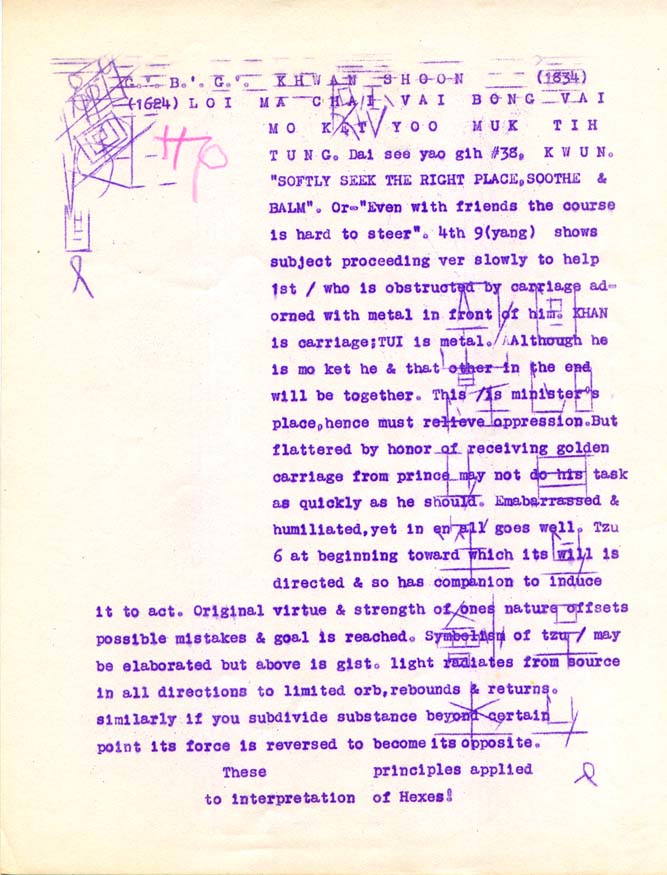 G.'. B.'. G.'. KHWAN SHOON (1834)
(1624) LOI MA CHAI VAI BONG VAI
MO KET YOO MUK TIH
TUNG. Dai see yao gih #38, KWUN.
"SOFTLY SEEK THE RIGHT PLACE,SOOTHE &
BALM". Or="Even with friends the course
is hard to steer". 4th 9(yang) shows
subject proceeding ver slowly to help
1st / who is obstructed by carriage ad-
orned with metal in front of him. KHAN
is carriage;TUI is metal. Although he
is mo ket he & that other in the end
will be together. This /is minister's
place,hence must relieve oppression.But
flattered by honor of receiving golden
carriage from prince may not do his task
as quickly as he should. Emabarrassed &
humiliated,yet in en all goes well. Tzu
6 at beginning toward which its will is
directed & so has companion to induce
it to act. Original virtue & strength of ones nature offsets
possible mistakes & goal is reached. Symbolism of tzu / may
be elaborated but above is gist. light radiates from source
in all directions to limited orb,rebounds & returns.
similarly if you subdivide substance beyond certain
point its force is reversed to become its opposite.
These principles applied
to interpretation of Hexes!